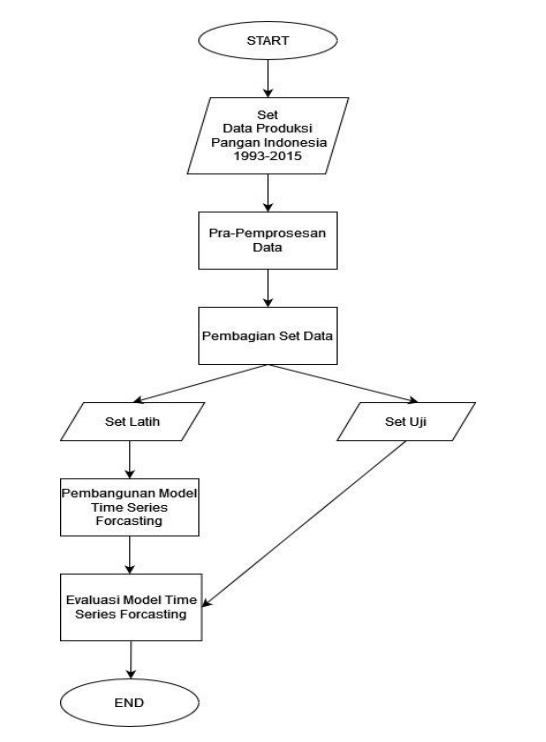 START
Set
Data Produksi
Pangan Indonesia
1993-2015
Pra-Pemprosesan
Data
Pembagian Set Data
Set Latih
Set Uji
Pembangunan Model
Time Series
Forcasting
Evaluasi Model Time
Series Forcasting
END